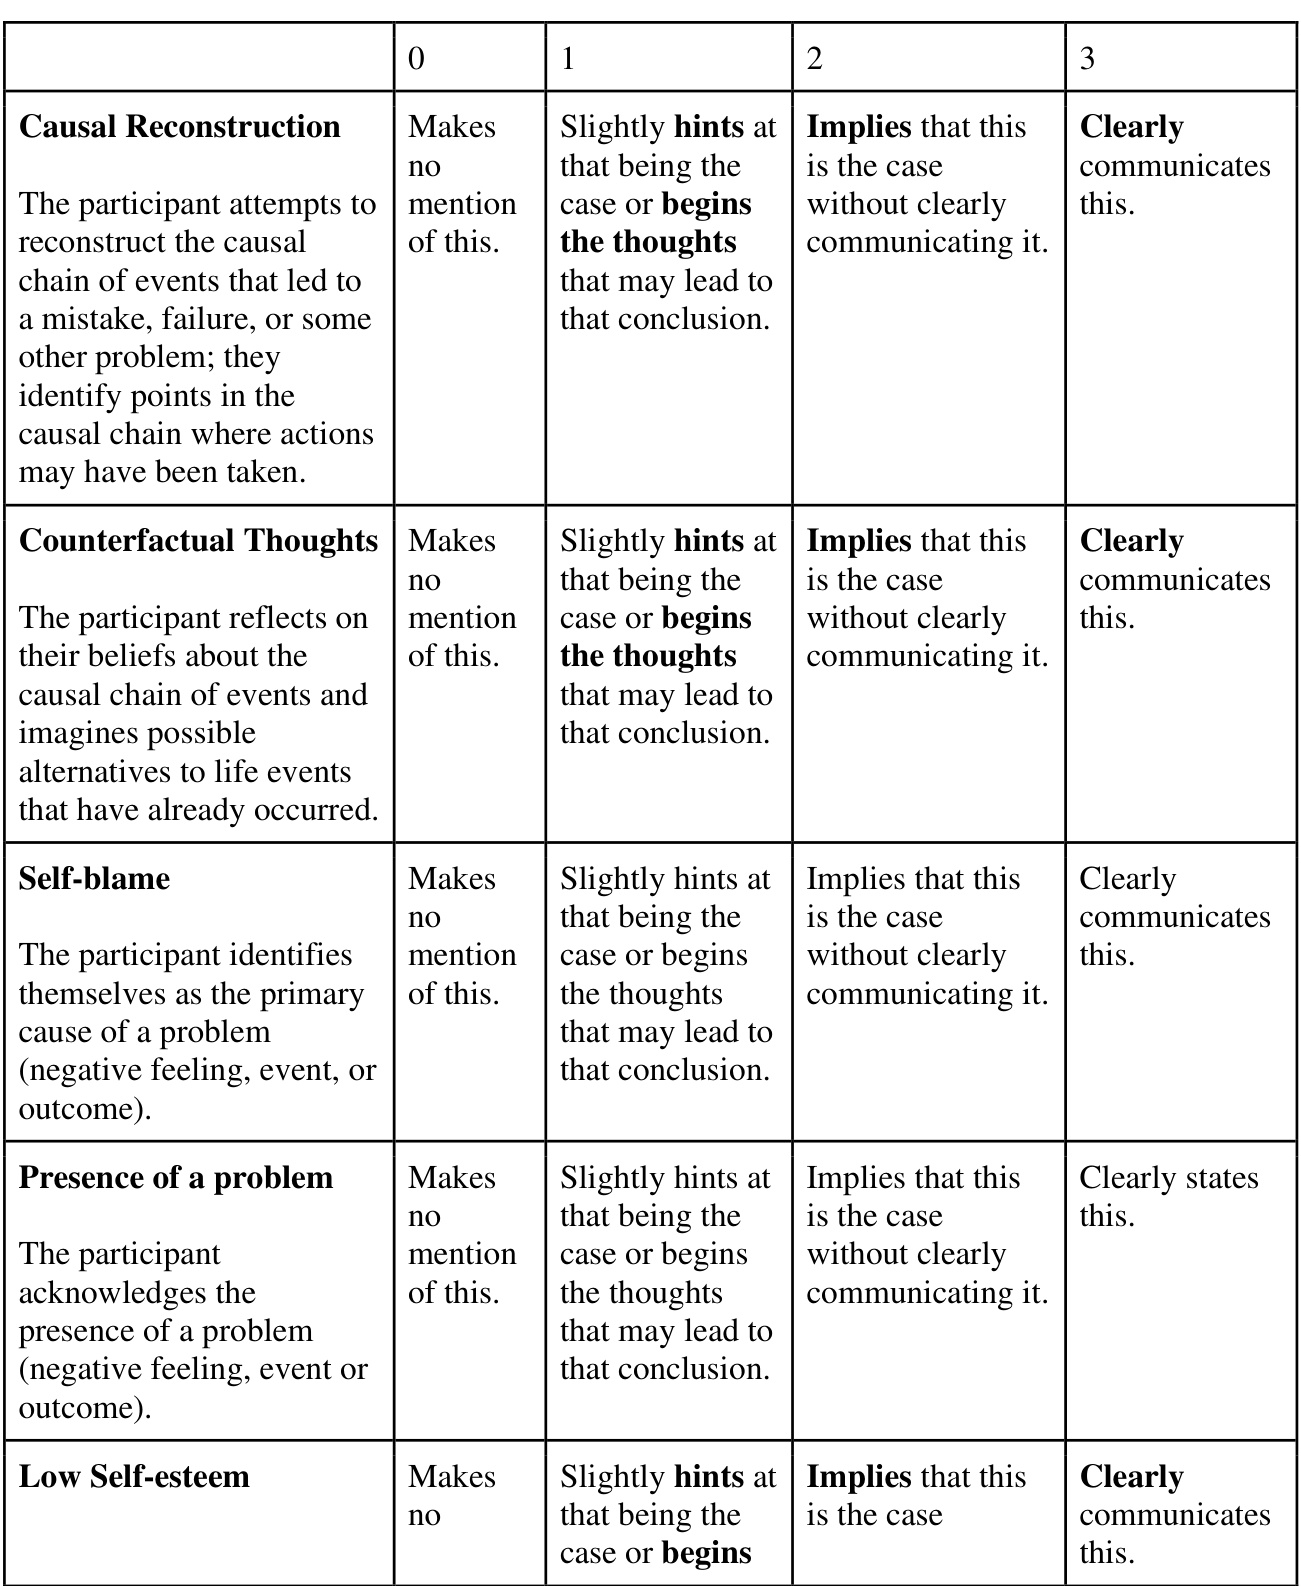 0 1 2 3
Causal Reconstruction
The participant attempts to
reconstruct the causal
chain of events that led to
a mistake, failure, or some
other problem; they
identify points in the
causal chain where actions
may have been taken.
Makes
no
mention
of this.
Slightly hints at
that being the
case or begins
the thoughts
that may lead to
that conclusion.
Implies that this
is the case
without clearly
communicating it.
Clearly
communicates
this.
Counterfactual Thoughts
The participant reflects on
their beliefs about the
causal chain of events and
imagines possible
alternatives to life events
that have already occurred.
Makes
no
mention
of this.
Slightly hints at
that being the
case or begins
the thoughts
that may lead to
that conclusion.
Implies that this
is the case
without clearly
communicating it.
Clearly
communicates
this.
Self-blame
The participant identifies
themselves as the primary
cause of a problem
(negative feeling, event, or
outcome).
Makes
no
mention
of this.
Slightly hints at
that being the
case or begins
the thoughts
that may lead to
that conclusion.
Implies that this
is the case
without clearly
communicating it.
Clearly
communicates
this.
Presence of a problem
The participant
acknowledges the
presence of a problem
(negative feeling, event or
outcome).
Makes
no
mention
of this.
Slightly hints at
that being the
case or begins
the thoughts
that may lead to
that conclusion.
Implies that this
is the case
without clearly
communicating it.
Clearly states
this.
Low Self-esteem
Makes
no
Slightly hints at
that being the
case or begins
Implies that this
is the case
Clearly
communicates
this.